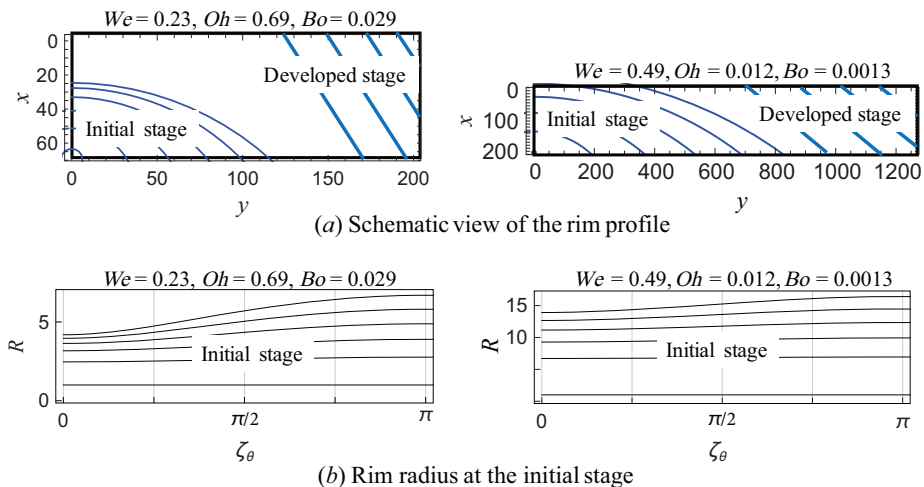 We = 0.23, Oh = 0.69, Bo = 0.029
0
20
40
60
x
Initial stage
Developed stage
0 50 100 150 200
y
We = 0.49, Oh = 0.012, Bo = 0.0013
0
100
200
x
Initial stage
Developed stage
0 200 400 600 800 1000 1200
y
(a) Schematic view of the rim profile
We = 0.23, Oh = 0.69, Bo = 0.029
5
0
R
Initial stage
0 π/2 π
ζθ
We = 0.49, Oh = 0.012, Bo = 0.0013
15
10
R
Initial stage
0 π/2 π
ζθ
(b) Rim radius at the initial stage